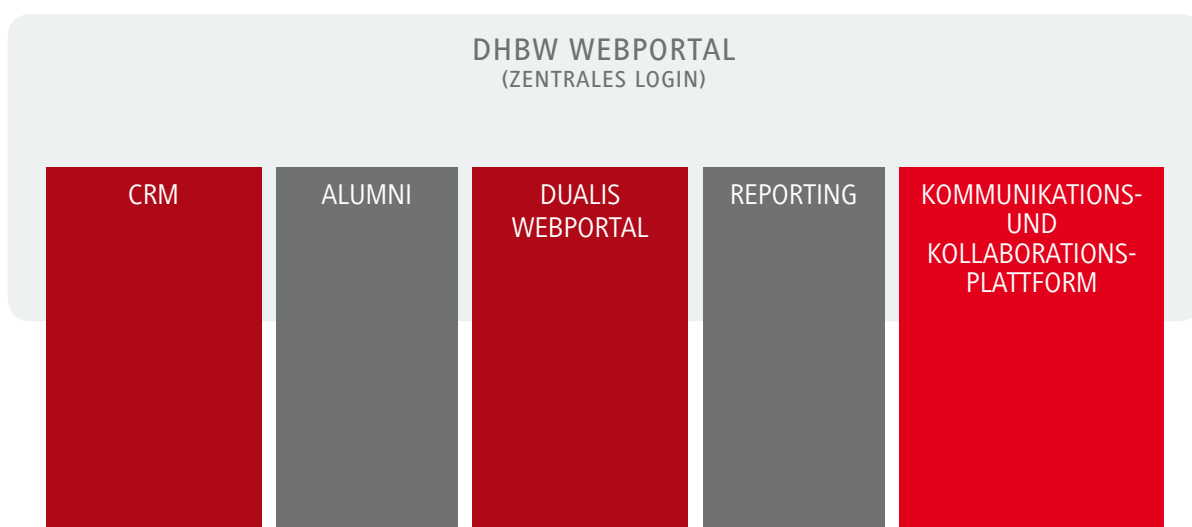 DHBW WEBPORTAL
(ZENTRALES LOGIN)
CRM
ALUMNI
DUALIS
WEBPORTAL
REPORTING
KOMMUNIKATIONS-
UND
KOLLABORATIONS-
PLATTFORM